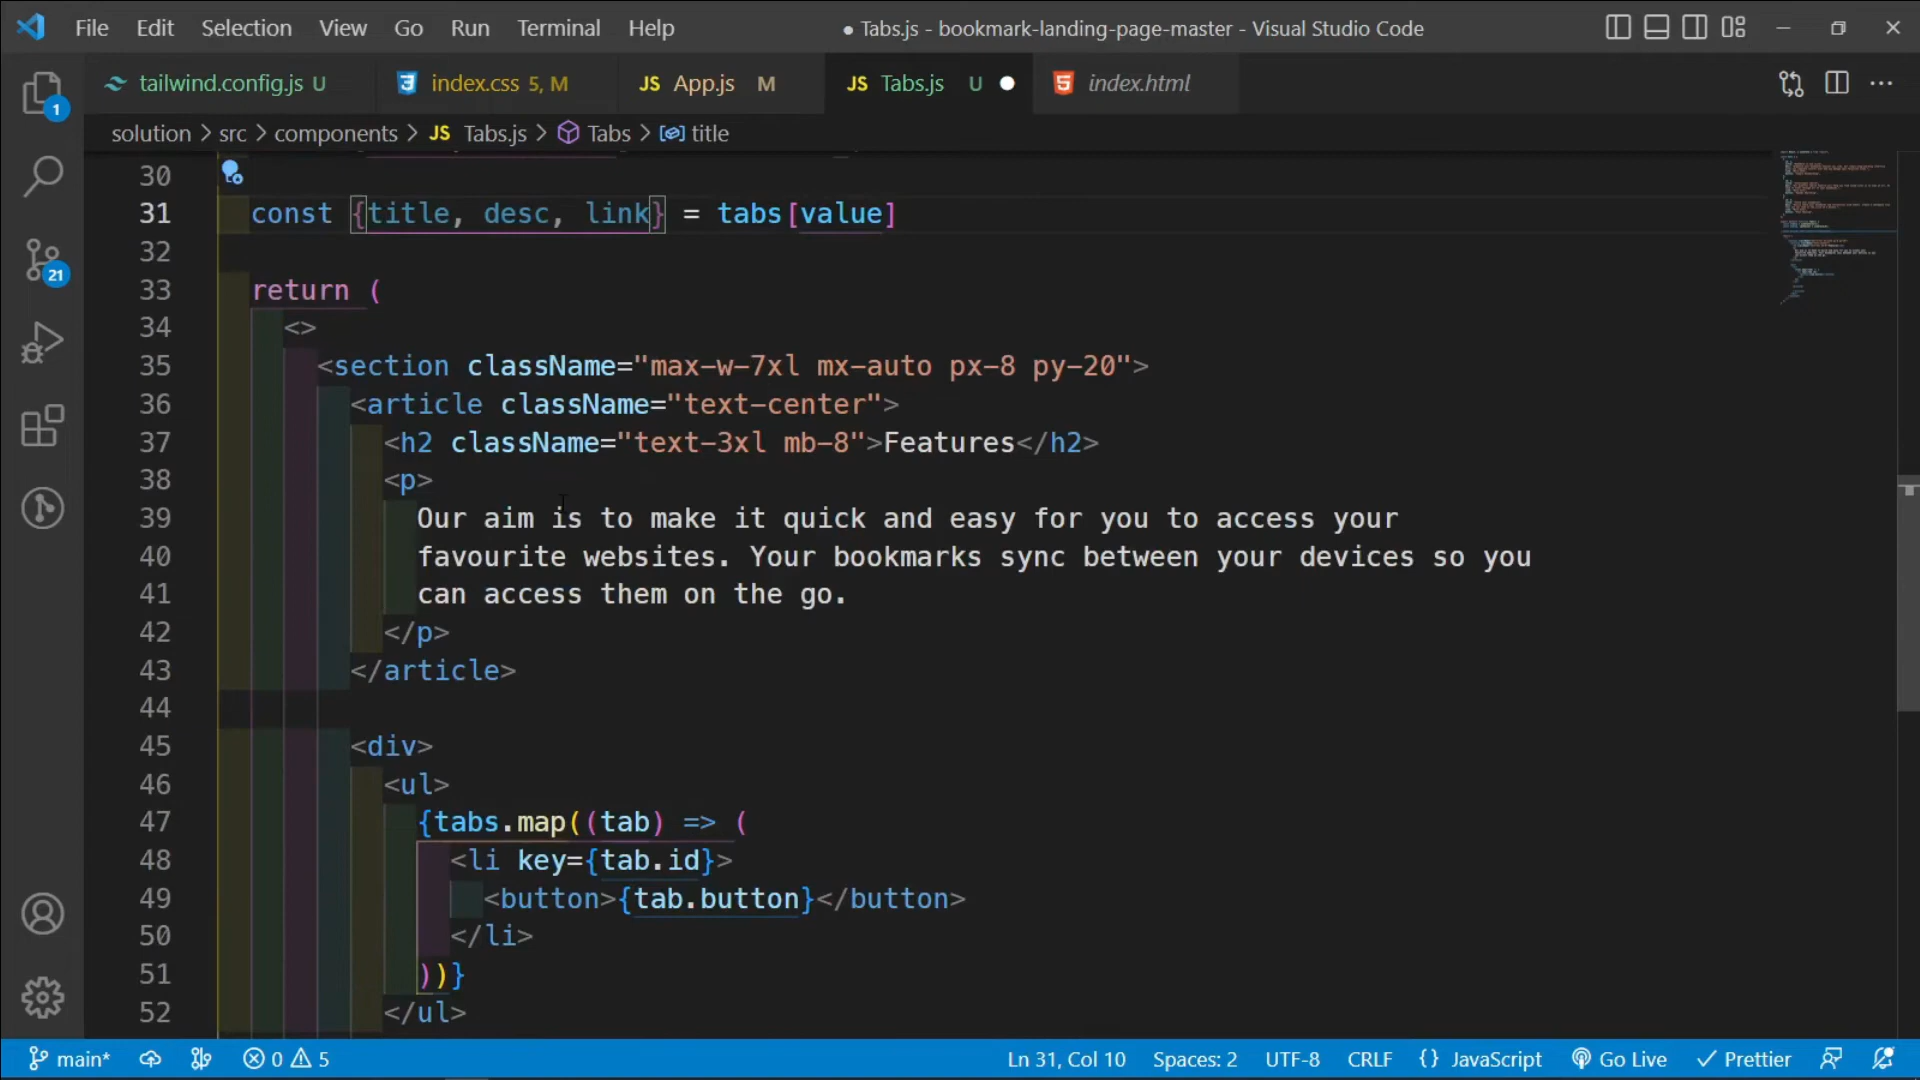 File Edit Selection View Go Run Terminal Help
● Tabs.js - bookmark-landing-page-master - Visual Studio Code
tailwind.config.js U
index.css 5, M
JS App.js M
JS Tabs.js U
index.html
solution > src > components > JS Tabs.js > Tabs > title
30
31 const {title, desc, link} = tabs[value]
32
33 return (
34 <>
35 <section className="max-w-7xl mx-auto px-8 py-20">
36 <article className="text-center">
37 <h2 className="text-3xl mb-8">Features</h2>
38 <p>
39 Our aim is to make it quick and easy for you to access your
40 favourite websites. Your bookmarks sync between your devices so you
41 can access them on the go.
42 </p>
43 </article>
44
45 <div>
46 <ul>
47 {tabs.map((tab) => (
48 <li key={tab.id}>
49 <button>{tab.button}</button>
50 </li>
51 ))}
52 </ul>
1
21
main* 0 5 Ln 31, Col 10 Spaces: 2 UTF-8 CRLF {} JavaScript Go Live Prettier